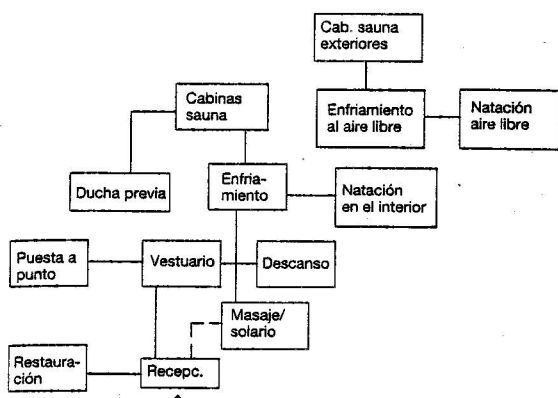 Cab. sauna
exteriores
Cabinas
sauna
Enfriamiento
al aire libre
Natación
aire libre
Ducha previa
Enfria-
miento
Natación
en el interior
Puesta a
punto
Vestuario
Descanso
Masaje/
solario
Restaura-
ción
Recepc.